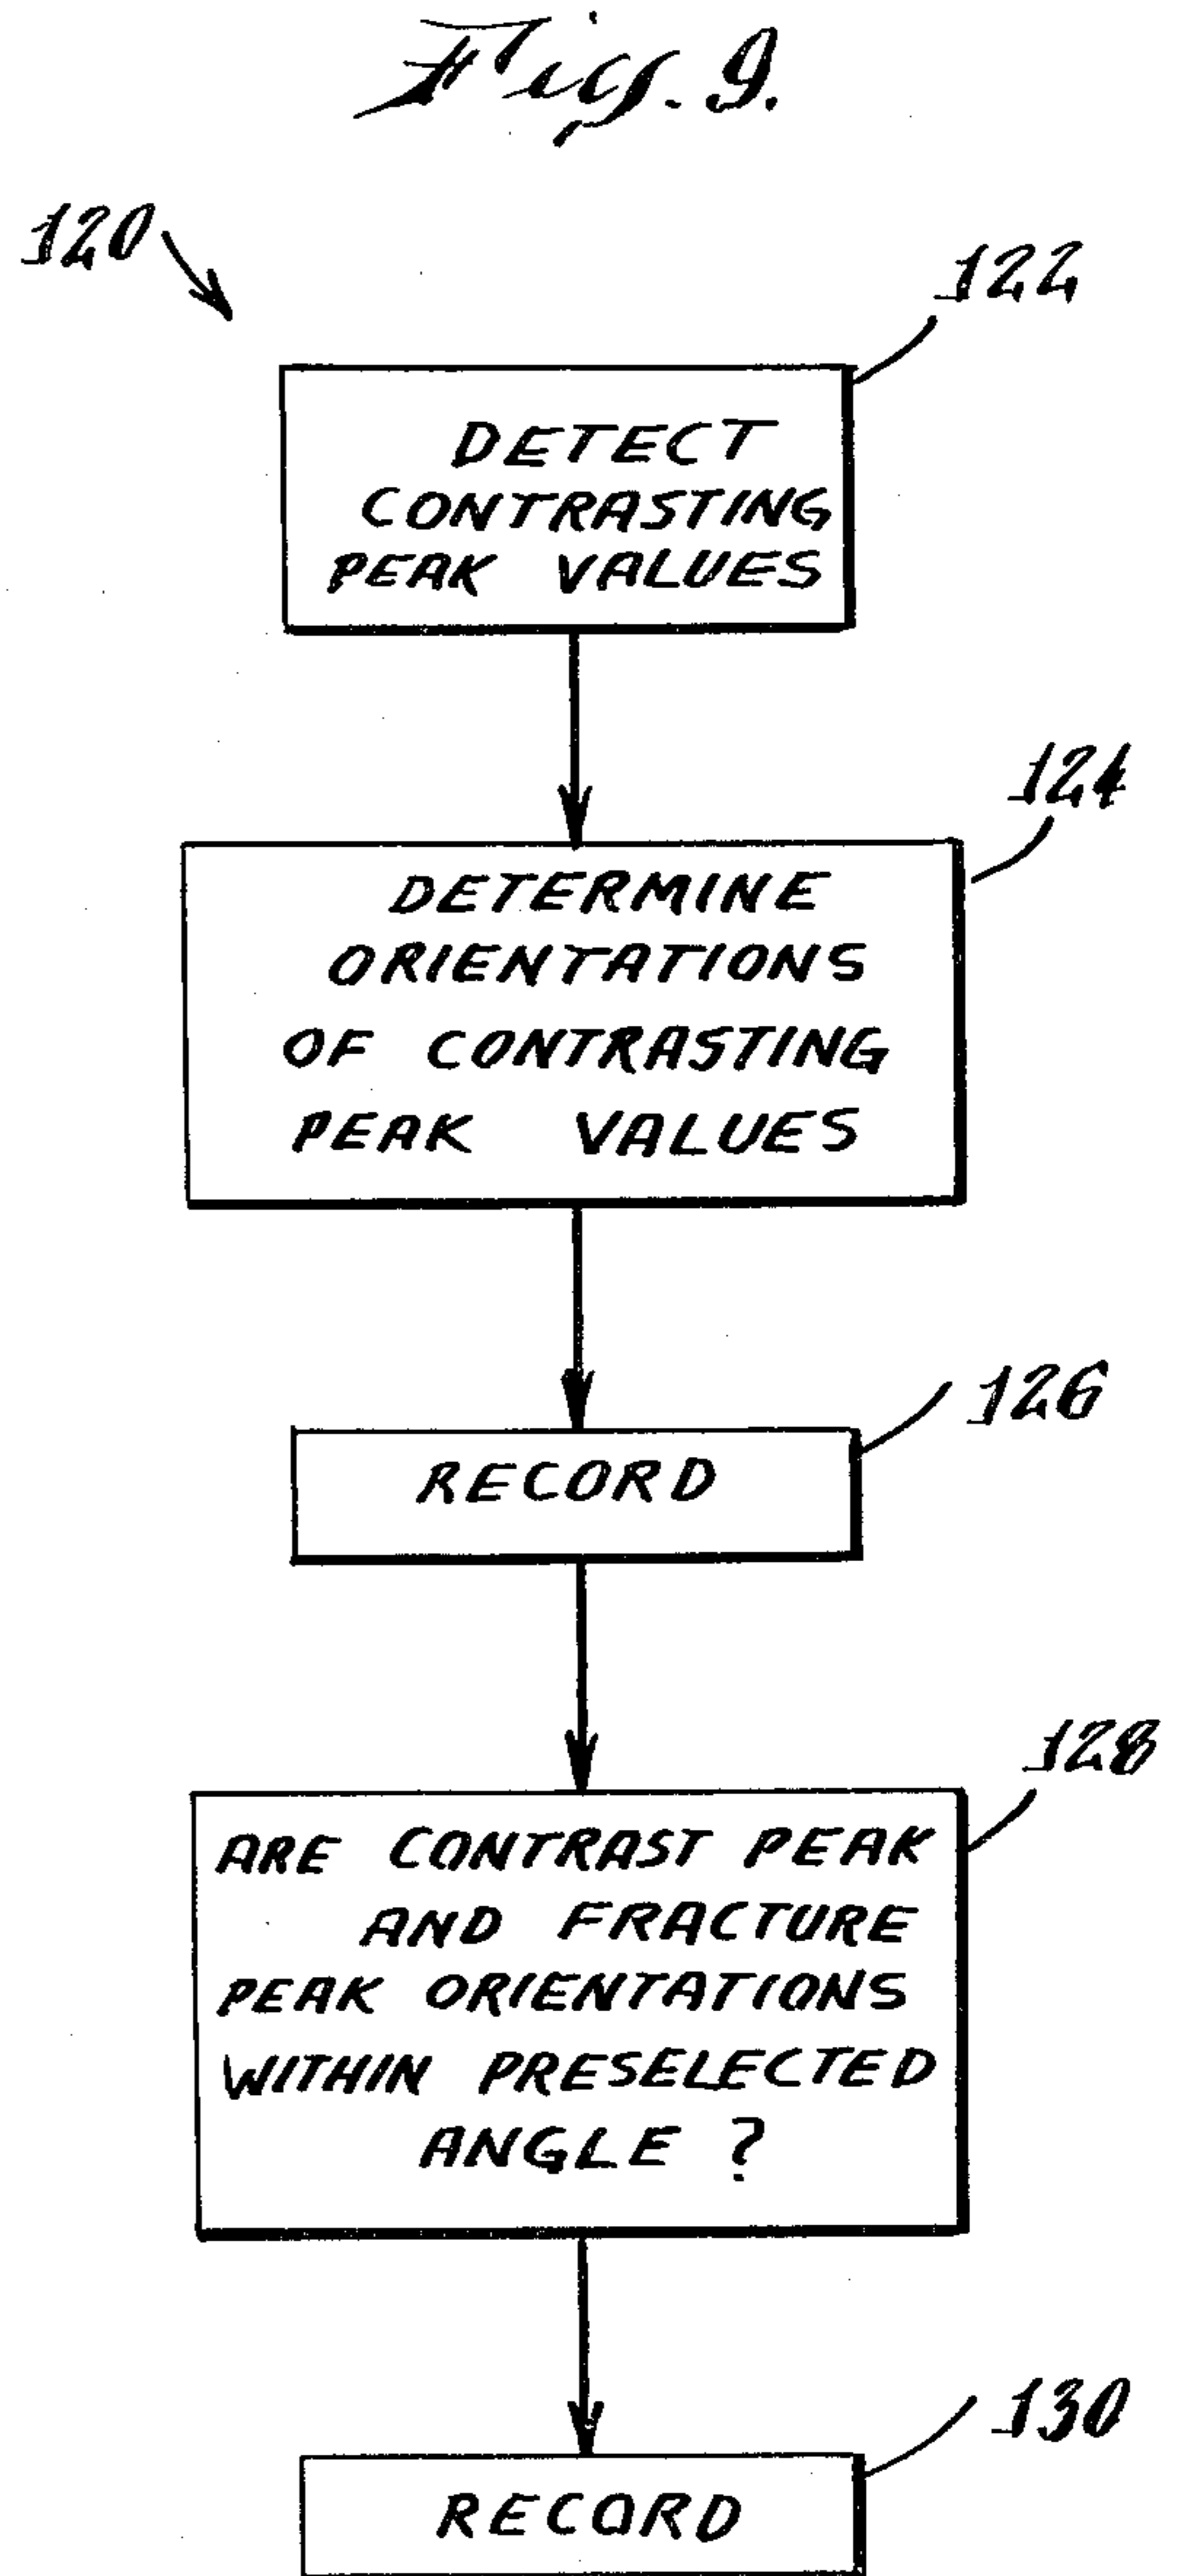 Fig. 9.
120
122
DETECT
CONTRASTING
PEAK VALUES
124
DETERMINE
ORIENTATIONS
OF CONTRASTING
PEAK VALUES
126
RECORD
128
ARE CONTRAST PEAK
AND FRACTURE
PEAK ORIENTATIONS
WITHIN PRESELECTED
ANGLE ?
130
RECORD